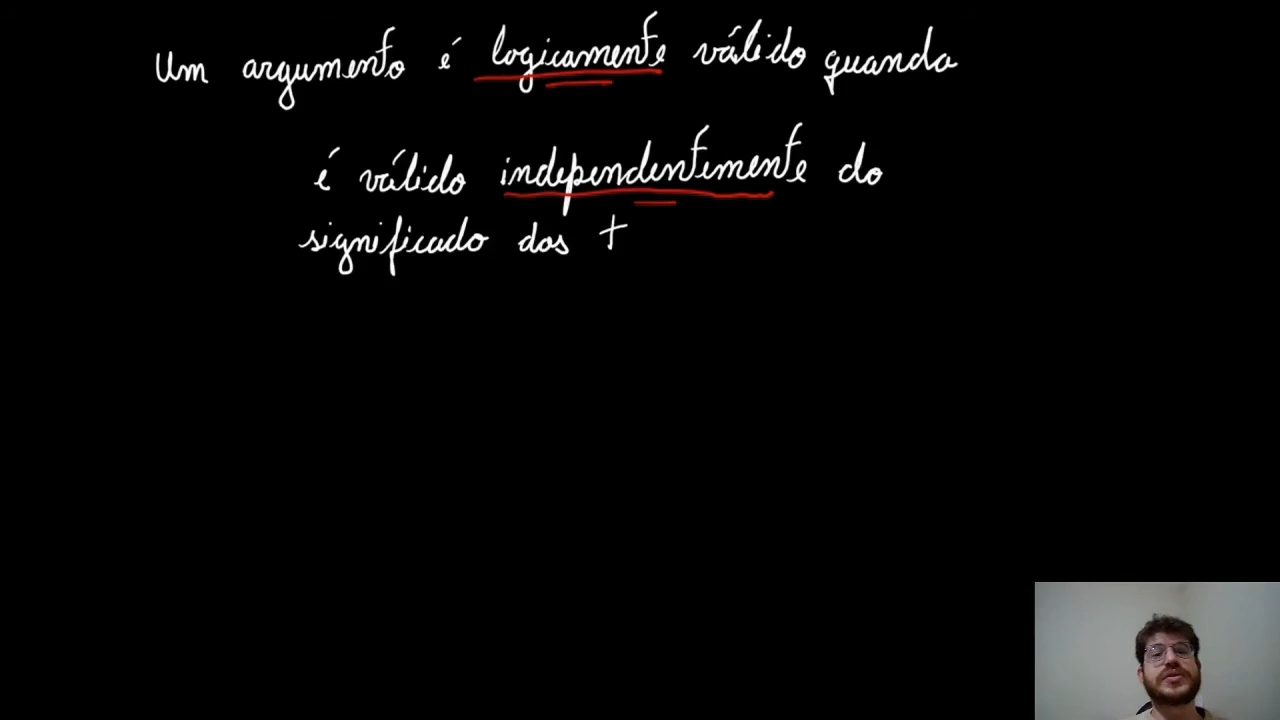 Um argumento é logicamente válido quando
é válido independentemente do
significado dos t